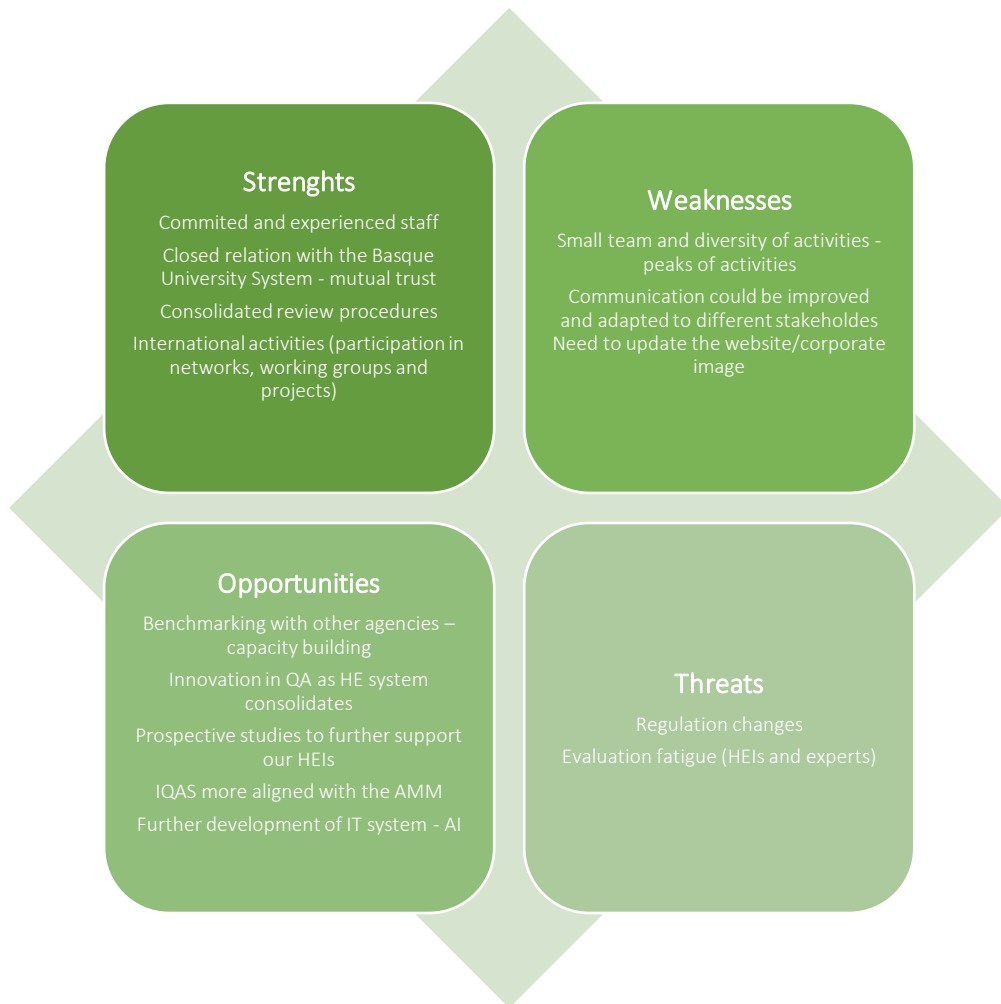 Strenghts
Commited and experienced staff
Closed relation with the Basque
University System - mutual trust
Consolidated review procedures
International activities (participation in
networks, working groups and
projects)
Weaknesses
Small team and diversity of activities -
peaks of activities
Communication could be improved
and adapted to different stakeholdes
Need to update the website/corporate
image
Opportunities
Benchmarking with other agencies –
capacity building
Innovation in QA as HE system
consolidates
Prospective studies to further support
our HEIs
IQAS more aligned with the AMM
Further development of IT system - AI
Threats
Regulation changes
Evaluation fatigue (HEIs and experts)